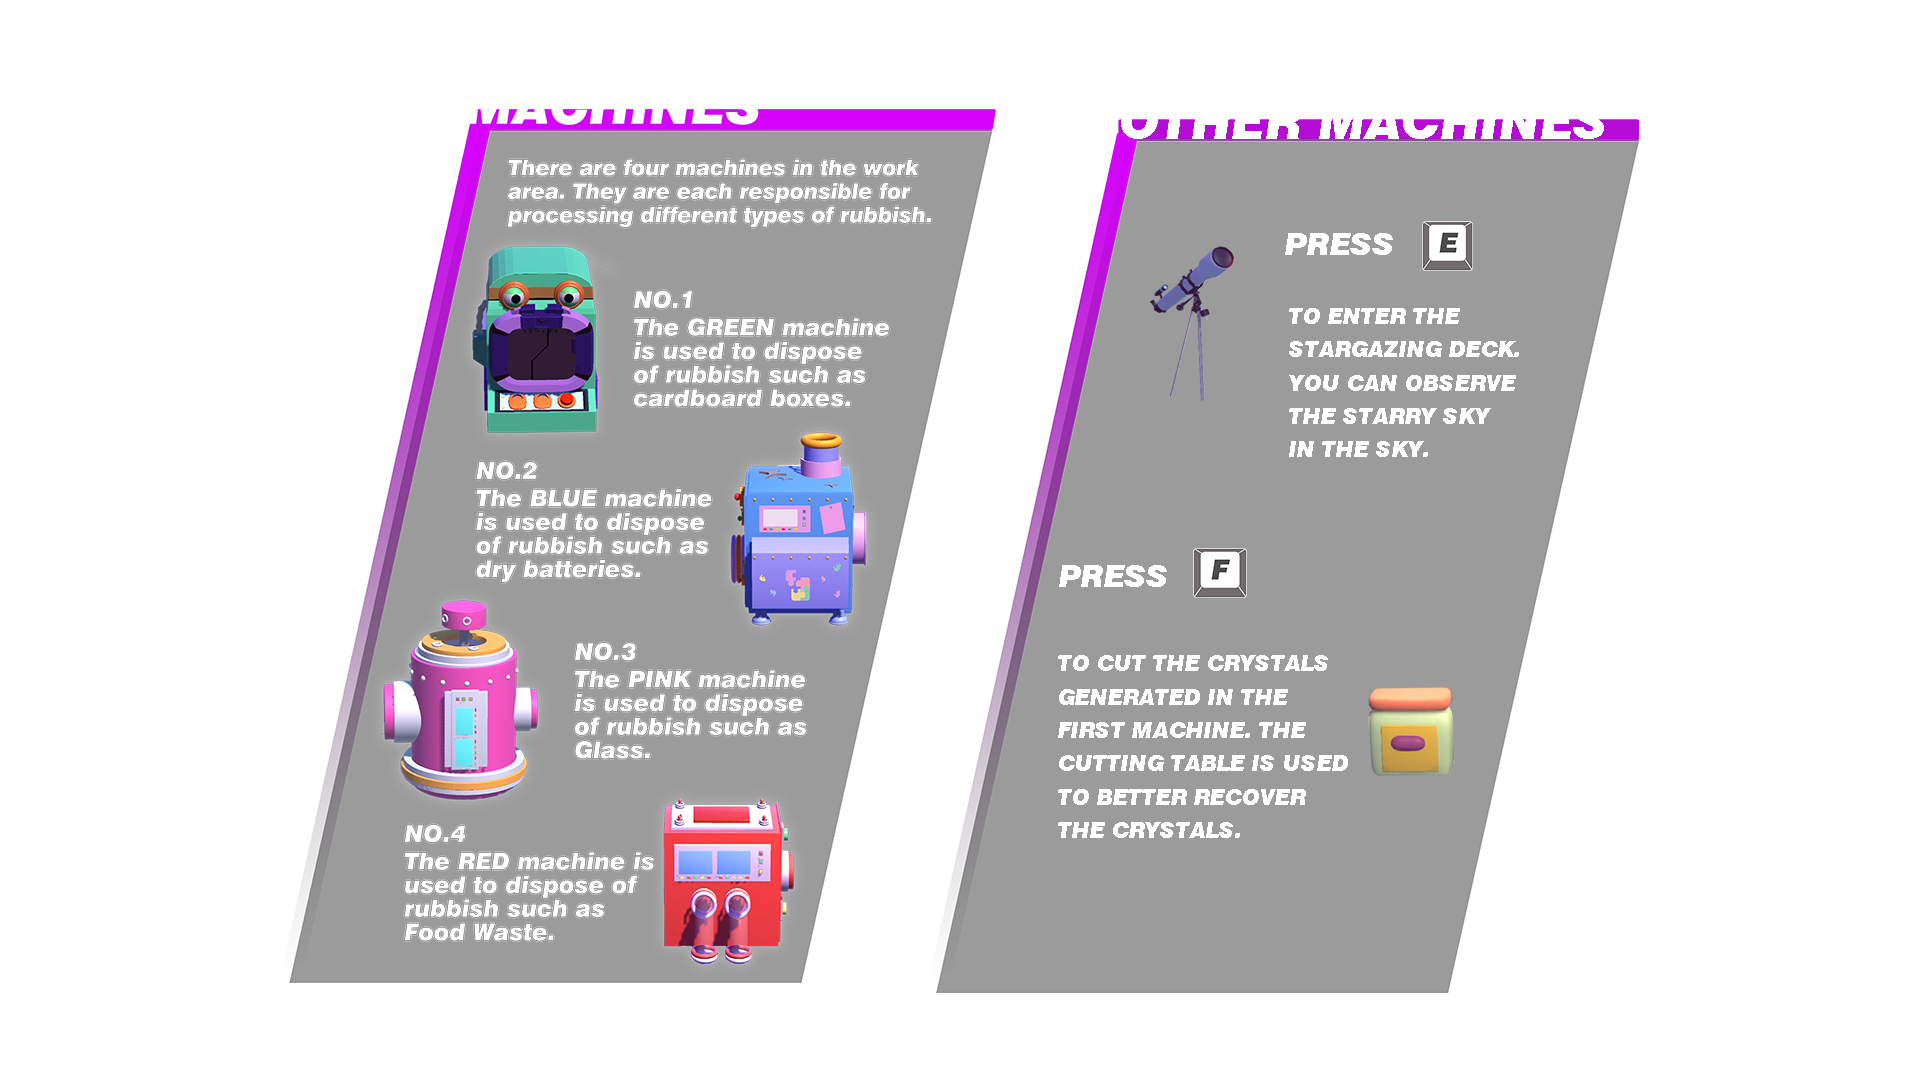 MACHINES
There are four machines in the work
area. They are each responsible for
processing different types of rubbish.
NO.1
The GREEN machine
is used to dispose
of rubbish such as
cardboard boxes.
NO.2
The BLUE machine
is used to dispose
of rubbish such as
dry batteries.
NO.3
The PINK machine
is used to dispose
of rubbish such as
Glass.
NO.4
The RED machine is
used to dispose of
rubbish such as
Food Waste.
OTHER MACHINES
PRESS E
TO ENTER THE
STARGAZING DECK.
YOU CAN OBSERVE
THE STARRY SKY
IN THE SKY.
PRESS F
TO CUT THE CRYSTALS
GENERATED IN THE
FIRST MACHINE. THE
CUTTING TABLE IS USED
TO BETTER RECOVER
THE CRYSTALS.